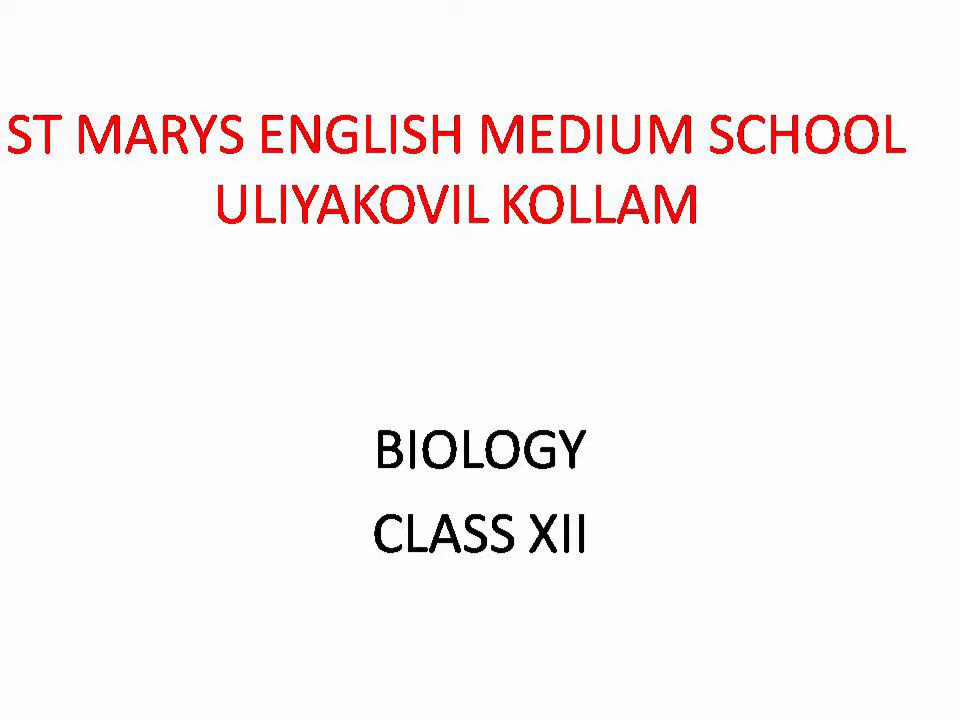 ST MARYS ENGLISH MEDIUM SCHOOL
ULIYAKOVIL KOLLAM
BIOLOGY
CLASS XII